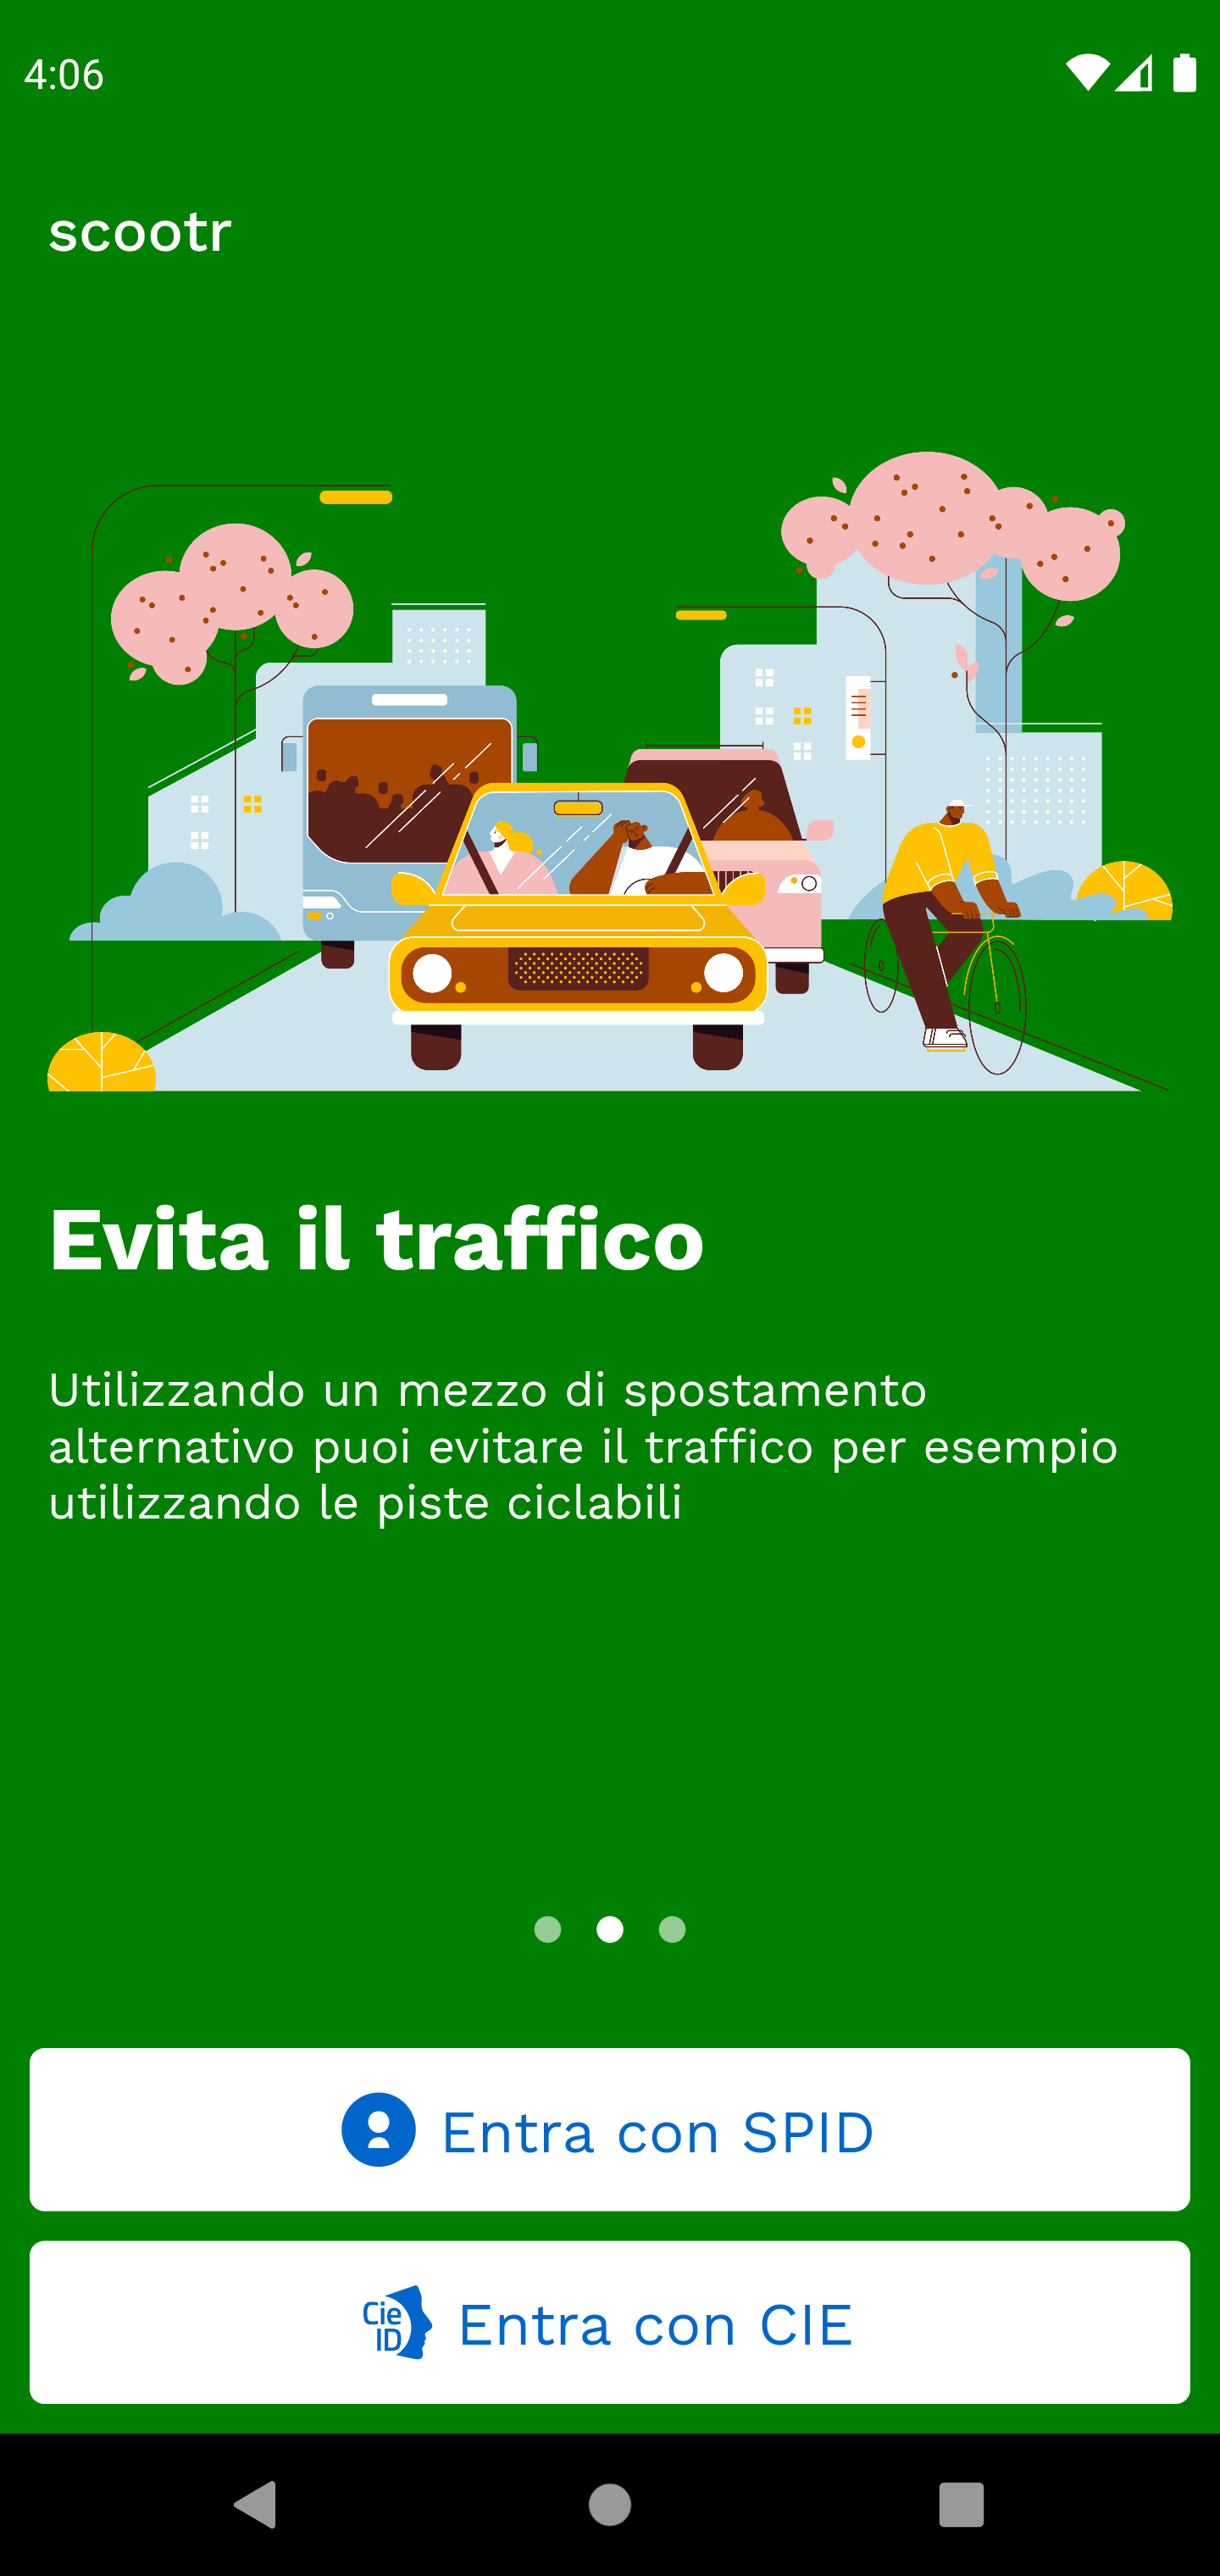 4:06
scootr
Evita il traffico
Utilizzando un mezzo di spostamento
alternativo puoi evitare il traffico per esempio
utilizzando le piste ciclabili
Entra con SPID
Cie
ID
Entra con CIE